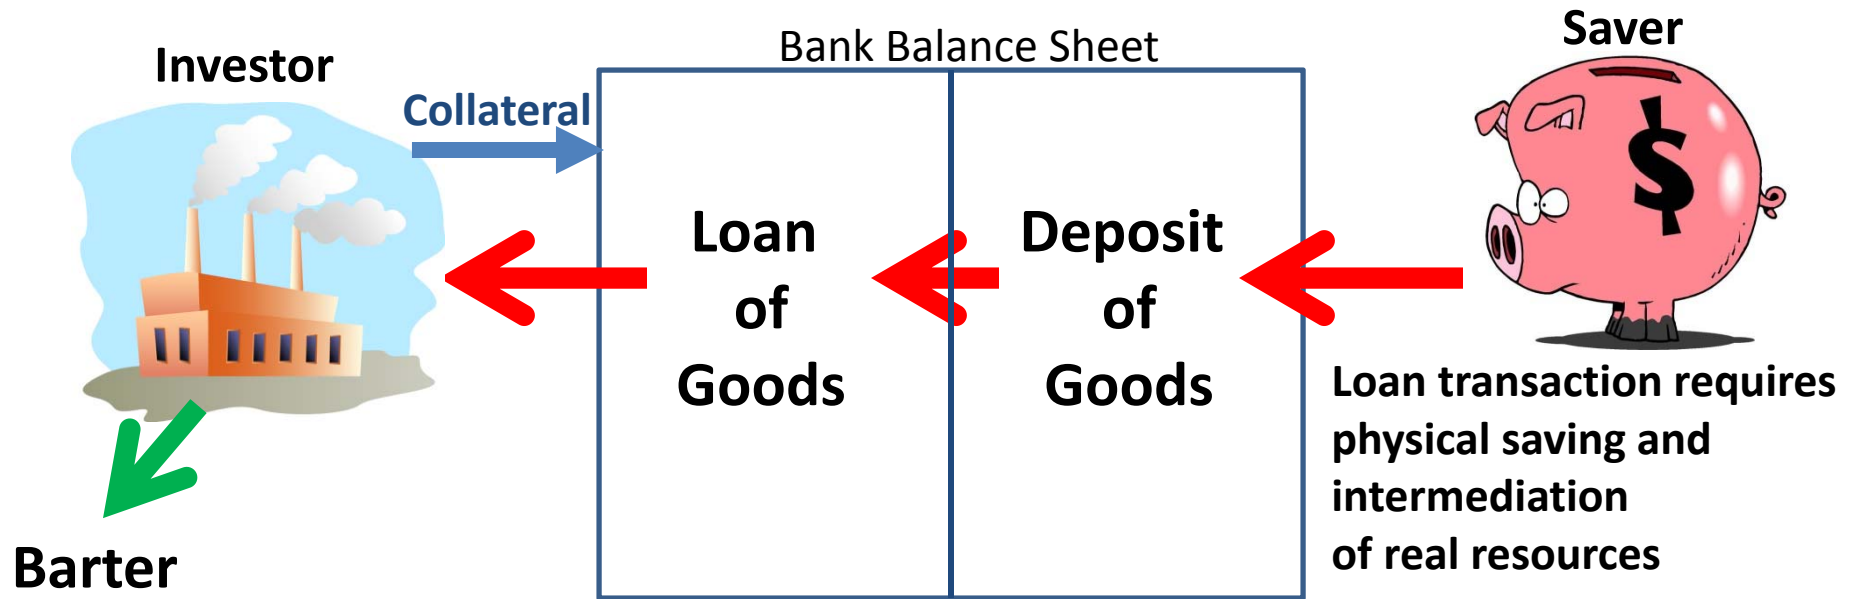 Bank Balance Sheet
Investor
Collateral
Loan
of
Goods
Deposit
of
Goods
Saver
$
Loan transaction requires
physical saving and
intermediation
of real resources
Barter